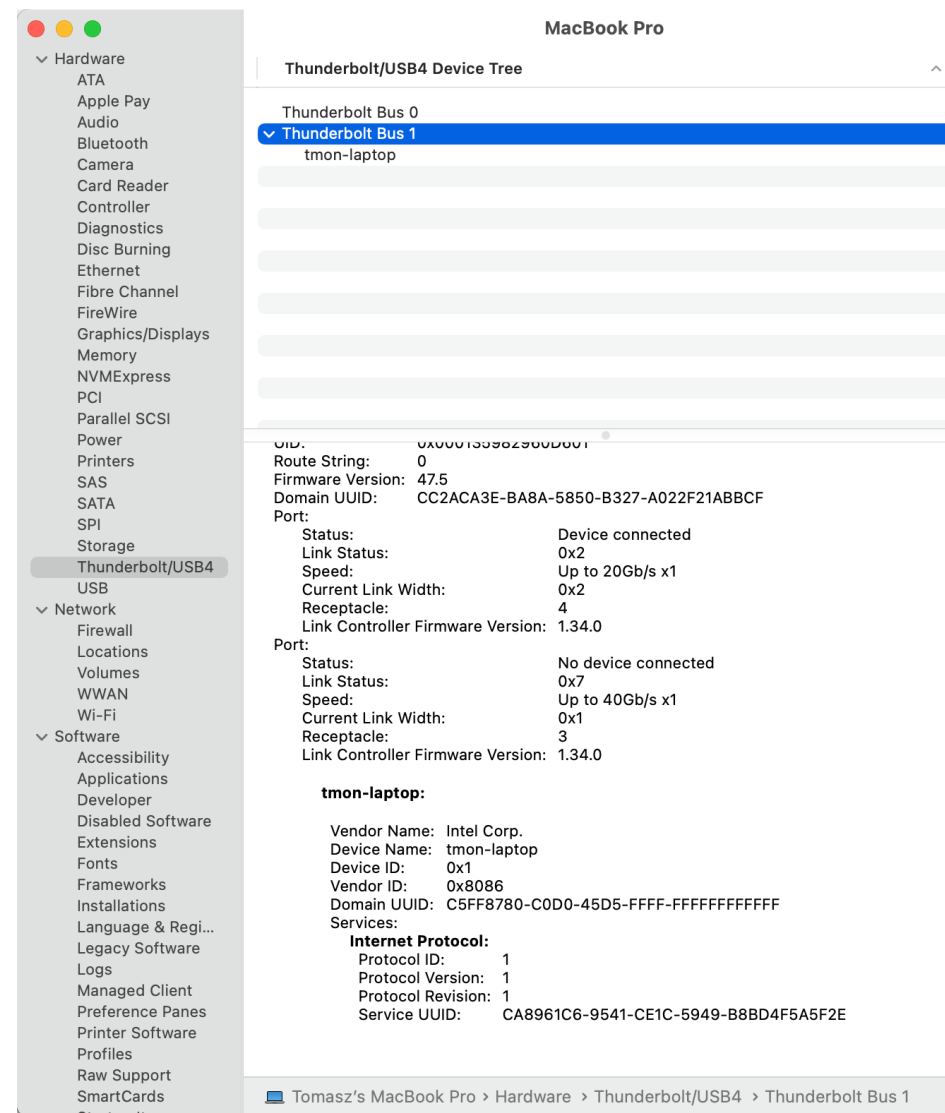 MacBook Pro
Hardware
ATA
Apple Pay
Audio
Bluetooth
Camera
Card Reader
Controller
Diagnostics
Disc Burning
Ethernet
Fibre Channel
FireWire
Graphics/Displays
Memory
NVMExpress
PCI
Parallel SCSI
Power
Printers
SAS
SATA
SPI
Storage
Thunderbolt/USB4
USB
Network
Firewall
Locations
Volumes
WWAN
Wi-Fi
Software
Accessibility
Applications
Developer
Disabled Software
Extensions
Fonts
Frameworks
Installations
Language & Regi...
Legacy Software
Logs
Managed Client
Preference Panes
Printer Software
Profiles
Raw Support
SmartCards
Thunderbolt/USB4 Device Tree
Thunderbolt Bus 0
Thunderbolt Bus 1
tmon-laptop
UID: 0x000135982960D601
Route String: 0
Firmware Version: 47.5
Domain UUID: CC2ACA3E-BA8A-5850-B327-A022F21ABBCF
Port:
Status: Device connected
Link Status: 0x2
Speed: Up to 20Gb/s x1
Current Link Width: 0x2
Receptacle: 4
Link Controller Firmware Version: 1.34.0
Port:
Status: No device connected
Link Status: 0x7
Speed: Up to 40Gb/s x1
Current Link Width: 0x1
Receptacle: 3
Link Controller Firmware Version: 1.34.0
tmon-laptop:
Vendor Name: Intel Corp.
Device Name: tmon-laptop
Device ID: 0x1
Vendor ID: 0x8086
Domain UUID: C5FF8780-C0D0-45D5-FFFF-FFFFFFFFFFFF
Services:
Internet Protocol:
Protocol ID: 1
Protocol Version: 1
Protocol Revision: 1
Service UUID: CA8961C6-9541-CE1C-5949-B8BD4F5A5F2E
Tomasz's MacBook Pro › Hardware › Thunderbolt/USB4 › Thunderbolt Bus 1